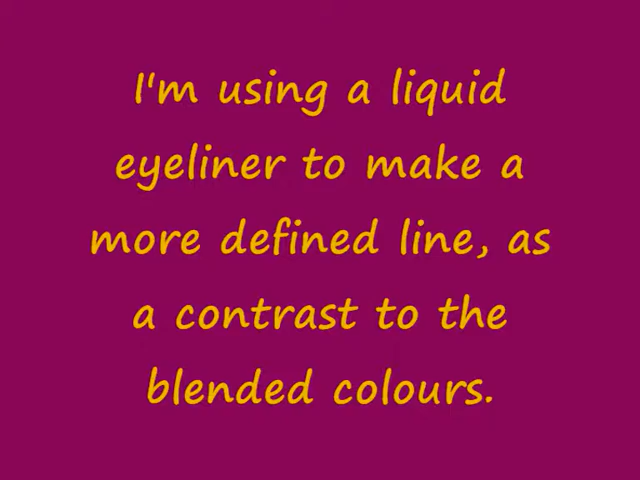 I'm using a liquid
eyeliner to make a
more defined line, as
a contrast to the
blended colours.